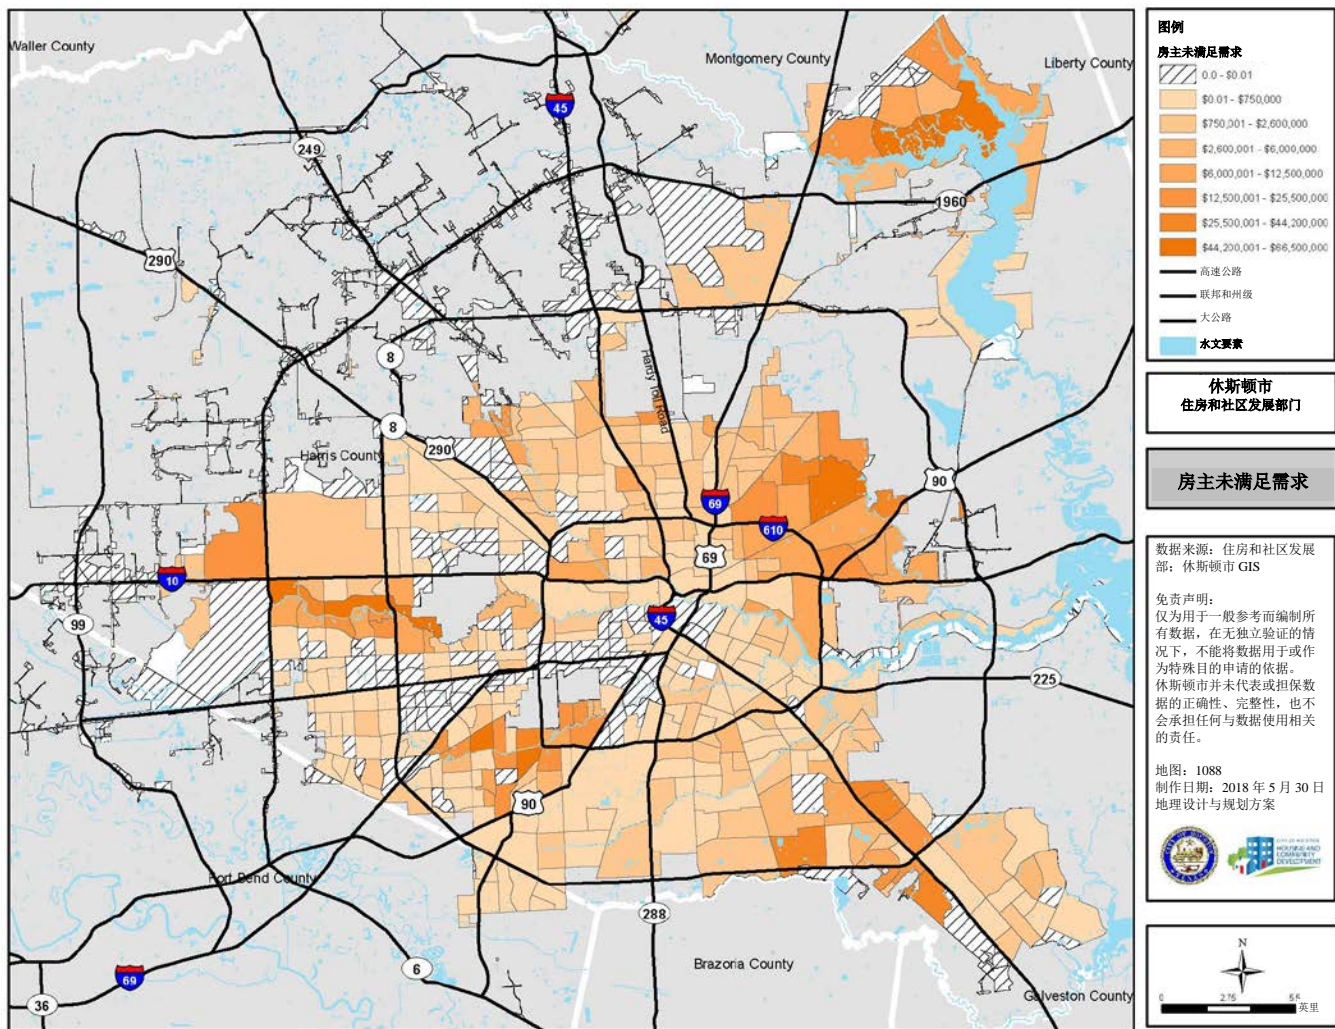 Waller County
Montgomery County
Liberty County
45
249
290
1960
8
Hardy Toll Road
8
290
Harris County
90
69
610
69
10
45
99
225
90
Fort Bend County
288
6
Brazoria County
69
36
Galveston County
图例
房主未满足需求
0.0 - $0.01
$0.01 - $750,000
$750,001 - $2,600,000
$2,600,001 - $6,000,000
$6,000,001 - $12,500,000
$12,500,001 - $25,500,000
$25,500,001 - $44,200,000
$44,200,001 - $66,500,000
高速公路
联邦和州级
大公路
水文要素
休斯顿市
住房和社区发展部门
房主未满足需求
数据来源：住房和社区发展
部：休斯顿市 GIS
免责声明：
仅为用于一般参考而编制所
有数据，在无独立验证的情
况下，不能将数据用于或作
为特殊目的申请的依据。
休斯顿市并未代表或担保数
据的正确性、完整性，也不
会承担任何与数据使用相关
的责任。
地图：1088
制作日期：2018 年 5 月 30 日
地理设计与规划方案
HOUSING AND
COMMUNITY
DEVELOPMENT
N
0 2.75 5.5
英里